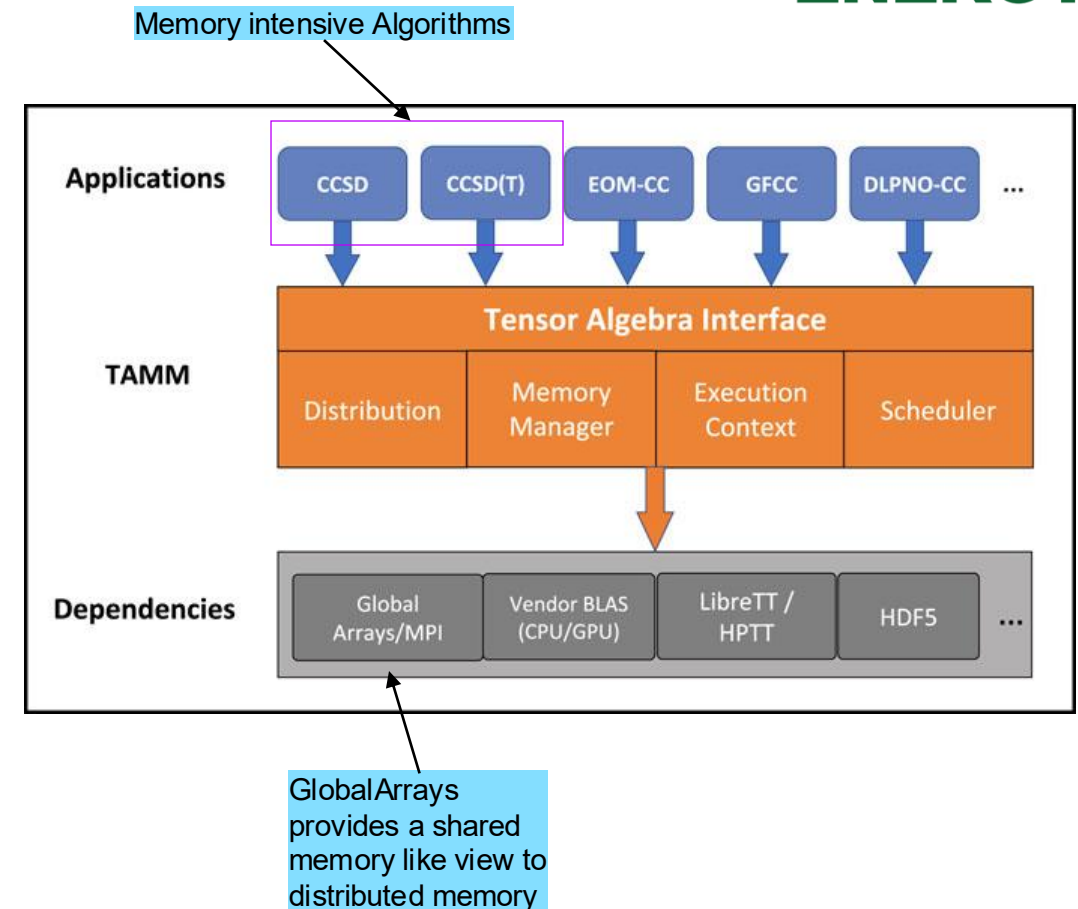 Memory intensive Algorithms
Applications
CCSD
CCSD(T)
EOM-CC
GFCC
DLPNO-CC
...
Tensor Algebra Interface
TAMM
Distribution
Memory
Manager
Execution
Context
Scheduler
Dependencies
Global
Arrays/MPI
Vendor BLAS
(CPU/GPU)
LibreTT /
HPTT
HDF5
...
GlobalArrays
provides a shared
memory like view to
distributed memory